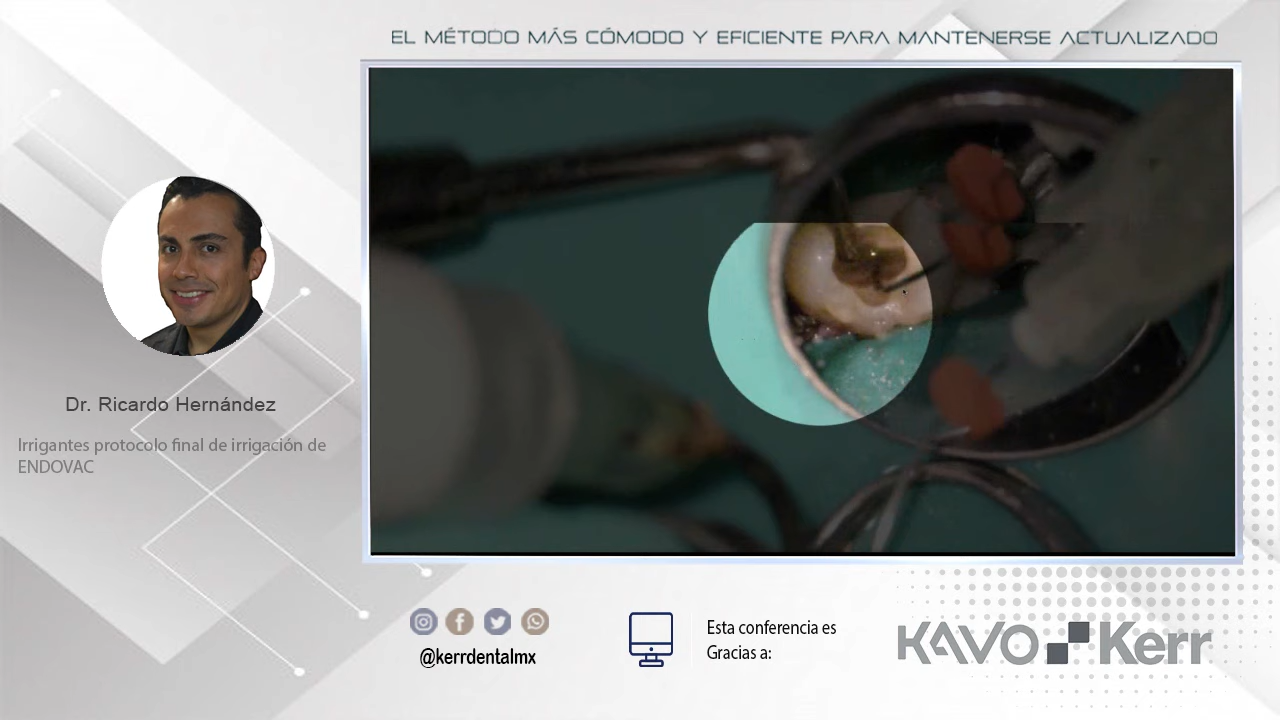 EL MÉTODO MÁS CÓMODO Y EFICIENTE PARA MANTENERSE ACTUALIZADO
Dr. Ricardo Hernández
Irrigantes protocolo final de irrigación de
ENDOVAC
@kerrdentalmx
Esta conferencia es
Gracias a:
KAVO Kerr